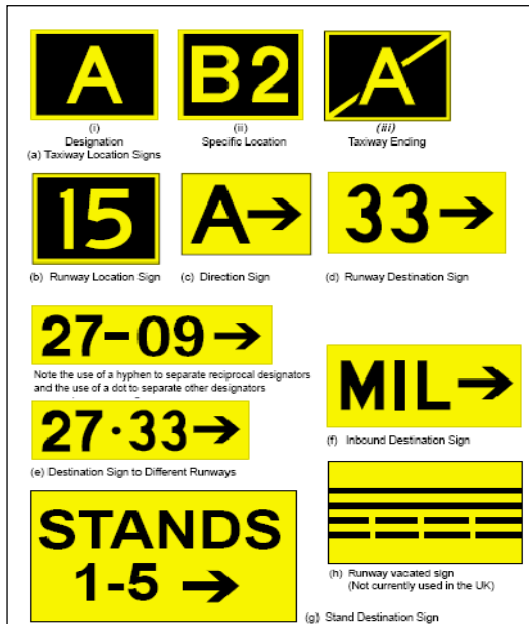 A
B2
A
(i)
(ii)
(iii)
Designation
Specific Location
Taxiway Ending
(a) Taxiway Location Signs
15
A→
33→
(b) Runway Location Sign
(c) Direction Sign
(d) Runway Destination Sign
27-09→
Note the use of a hyphen to separate reciprocal designators
and the use of a dot to separate other designators
27·33→
(e) Destination Sign to Different Runways
MIL→
(f) Inbound Destination Sign
STANDS
1-5 →
(h) Runway vacated sign
(Not currently used in the UK)
(g) Stand Destination Sign